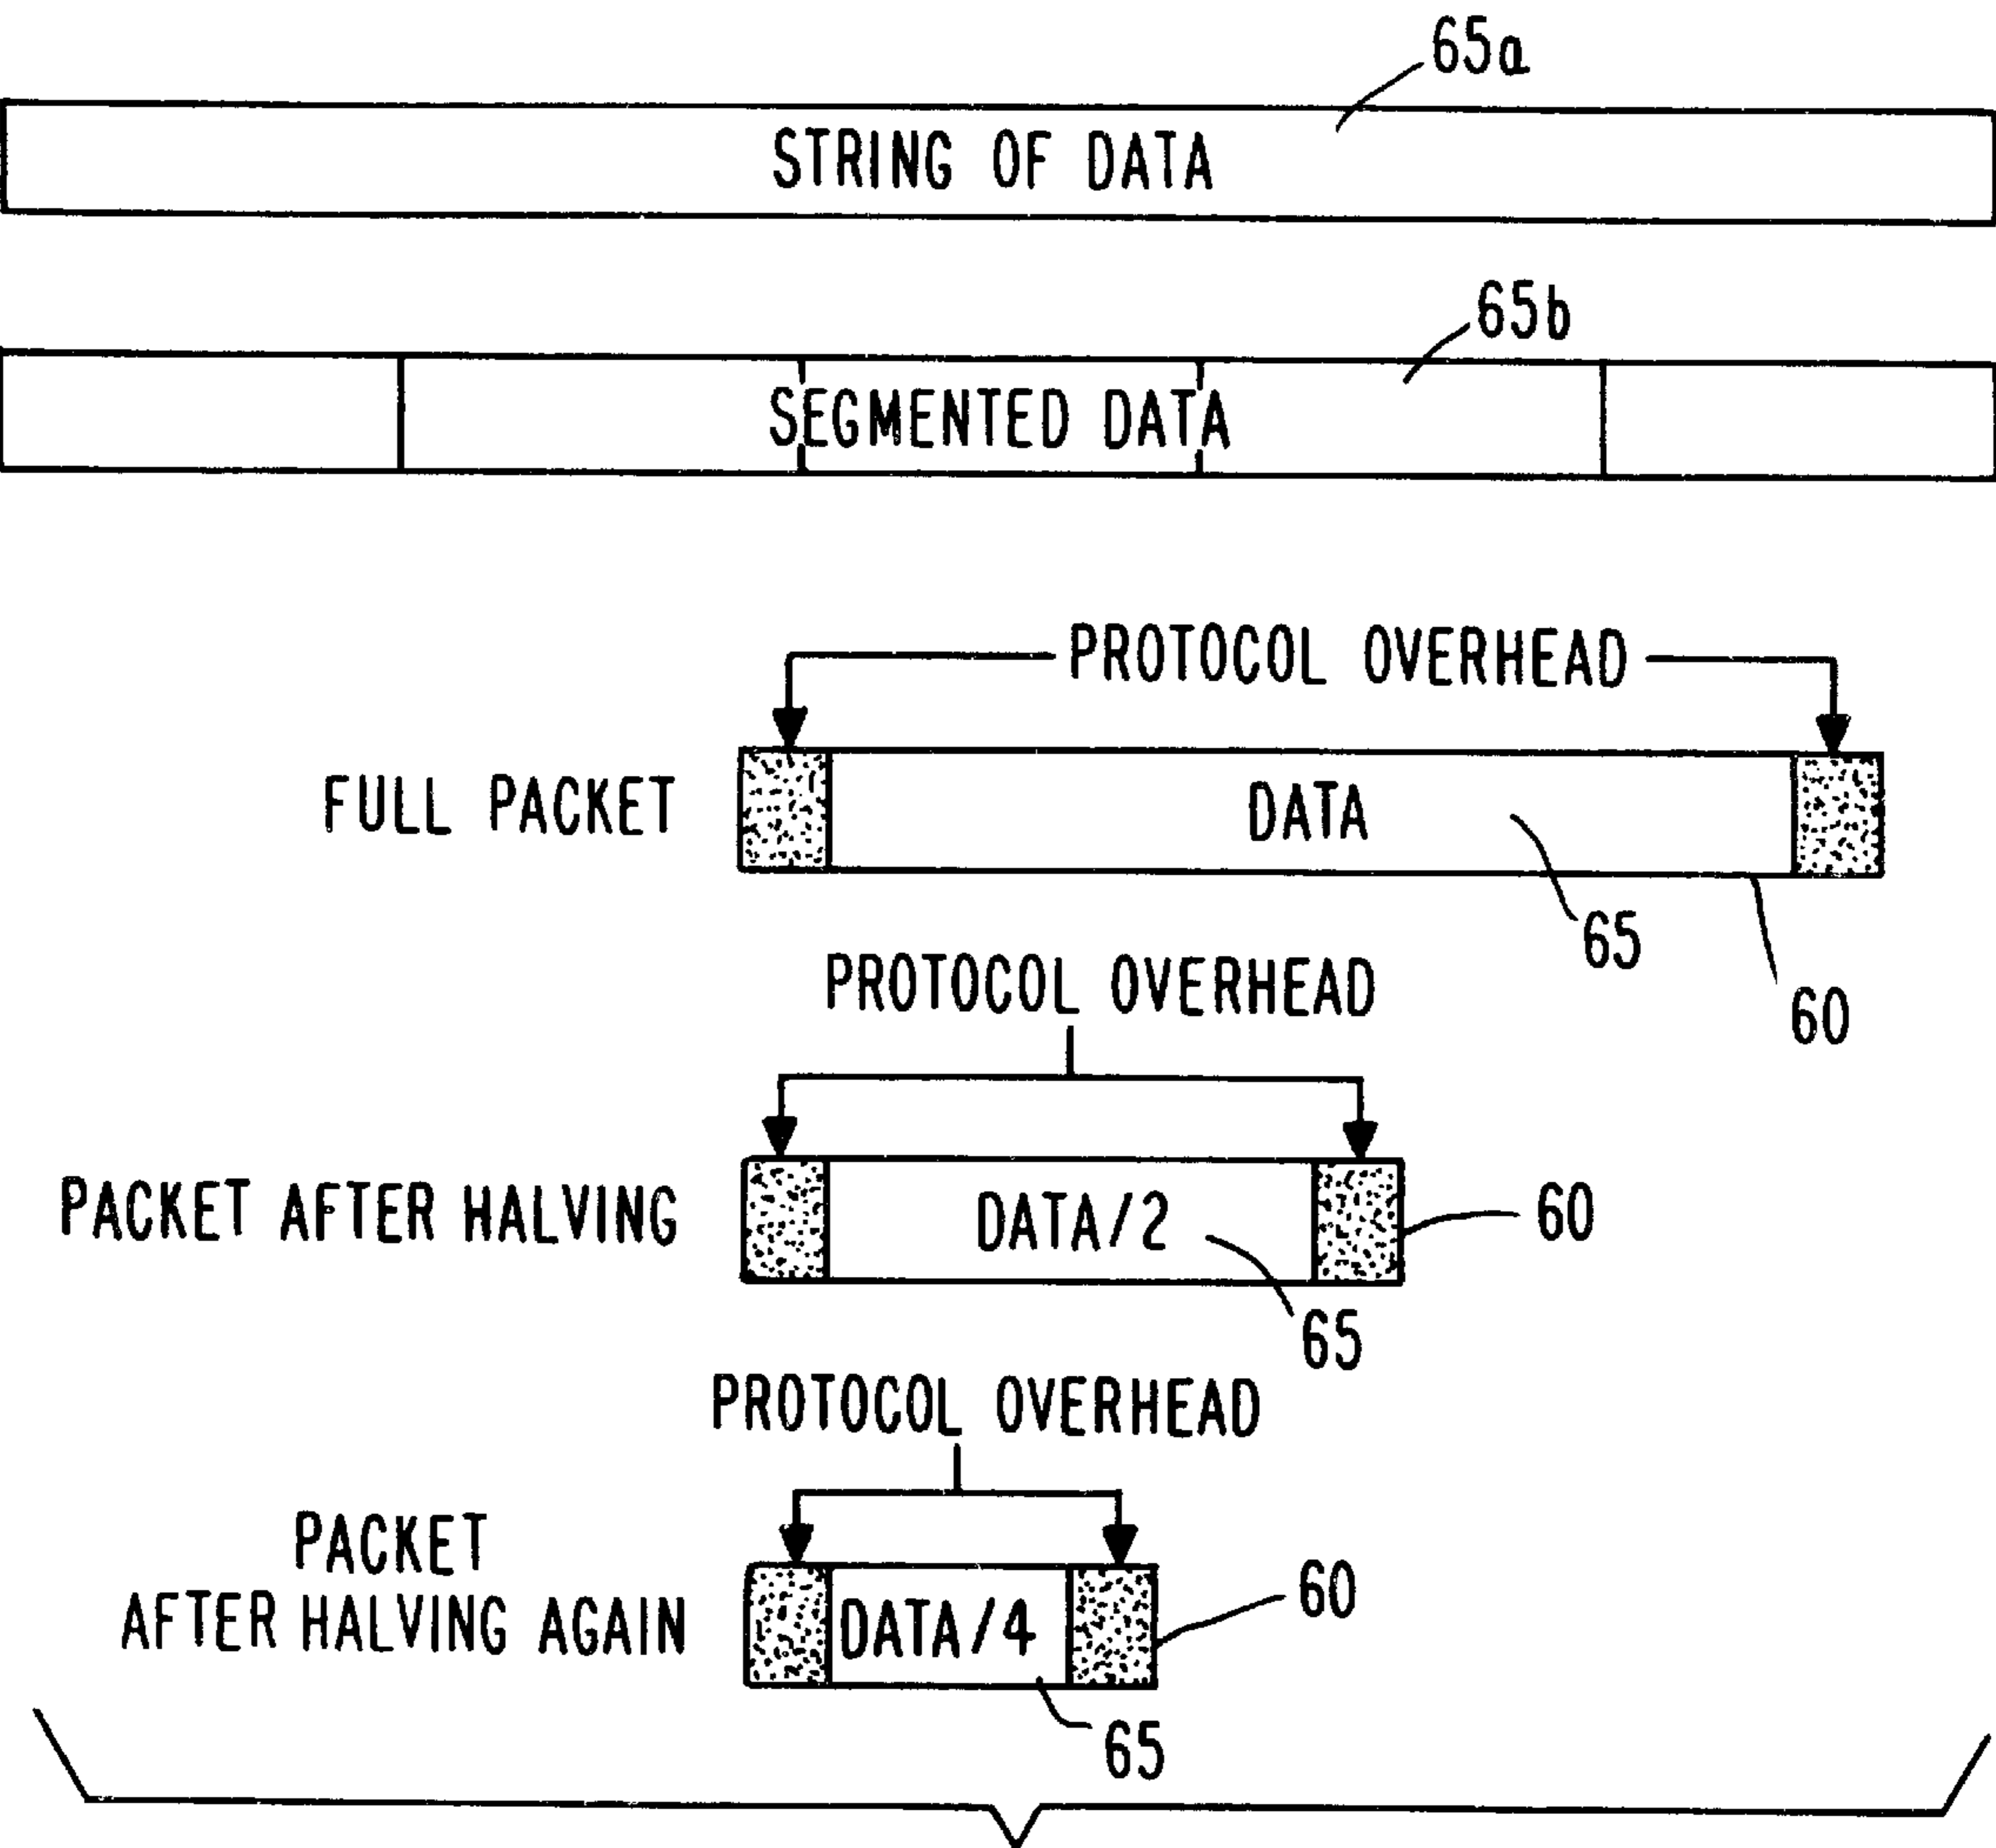 65a
STRING OF DATA
65b
SEGMENTED DATA
PROTOCOL OVERHEAD
FULL PACKET
DATA
65
60
PROTOCOL OVERHEAD
PACKET AFTER HALVING
DATA/2
60
65
PROTOCOL OVERHEAD
PACKET
AFTER HALVING AGAIN
DATA/4
60
65